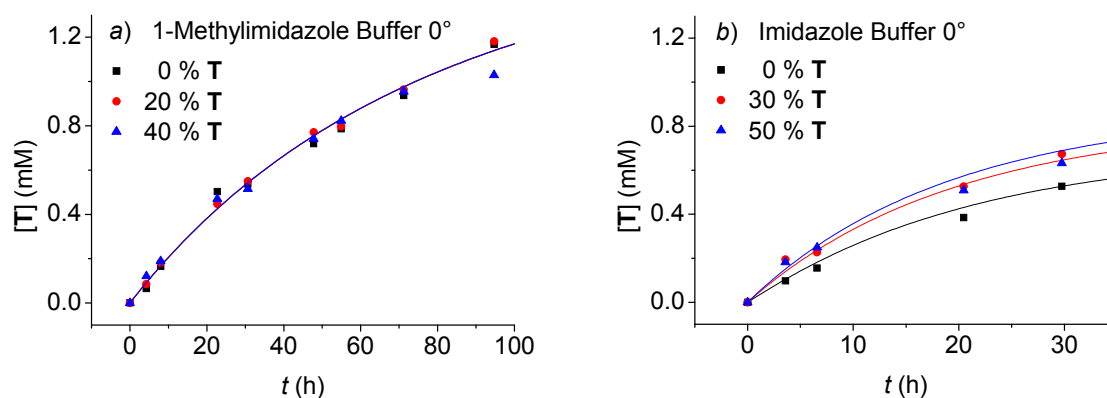 a) 1-Methylimidazole Buffer 0°
0 % T
20 % T
40 % T
[T] (mM)
1.2
0.8
0.4
0.0
0 20 40 60 80 100
t (h)
b) Imidazole Buffer 0°
0 % T
30 % T
50 % T
[T] (mM)
1.2
0.8
0.4
0.0
0 10 20 30
t (h)